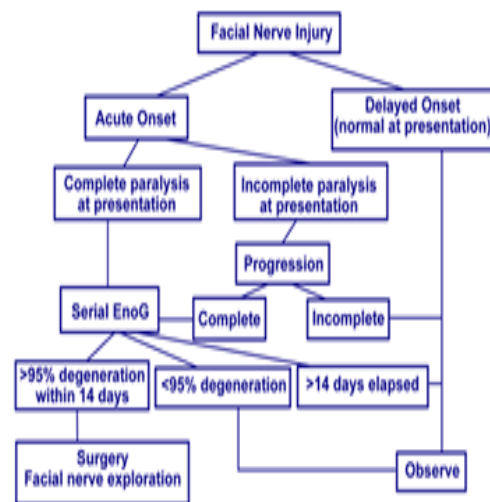 Facial Nerve Injury
Acute Onset
Delayed Onset
(normal at presentation)
Complete paralysis
at presentation
Incomplete paralysis
at presentation
Progression
Serial EnoG
Complete
Incomplete
>95% degeneration
within 14 days
<95% degeneration
>14 days elapsed
Surgery
Facial nerve exploration
Observe